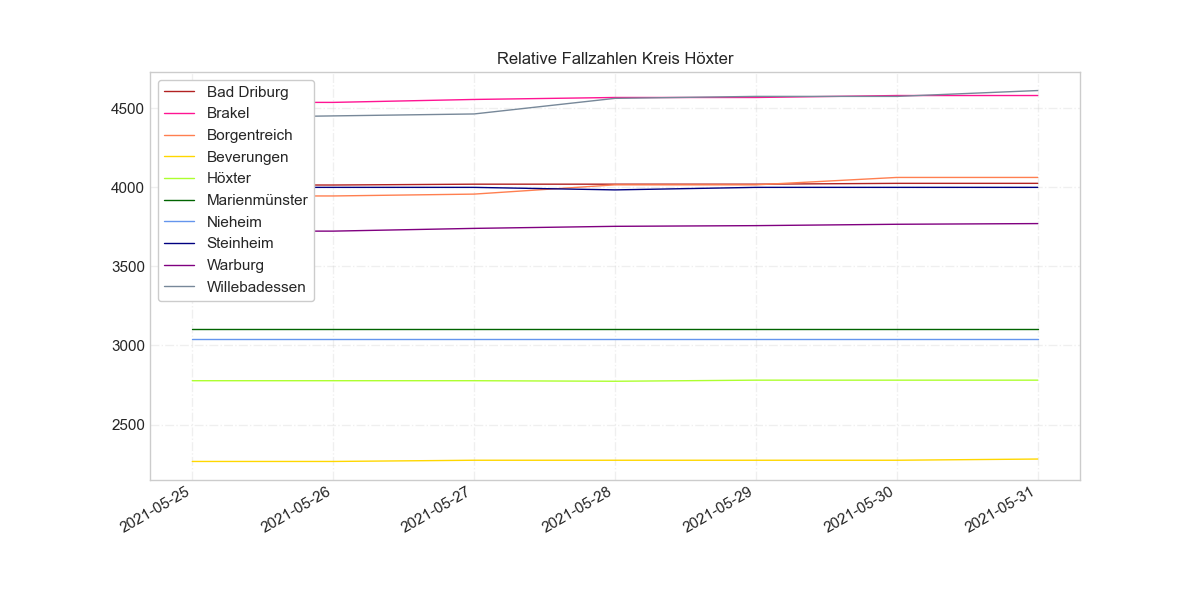 Relative Fallzahlen Kreis Höxter
Bad Driburg
Brakel
Borgentreich
Beverungen
Höxter
Marienmünster
Nieheim
Steinheim
Warburg
Willebadessen
4500
4000
3500
3000
2500
2021-05-25
2021-05-26
2021-05-27
2021-05-28
2021-05-29
2021-05-30
2021-05-31